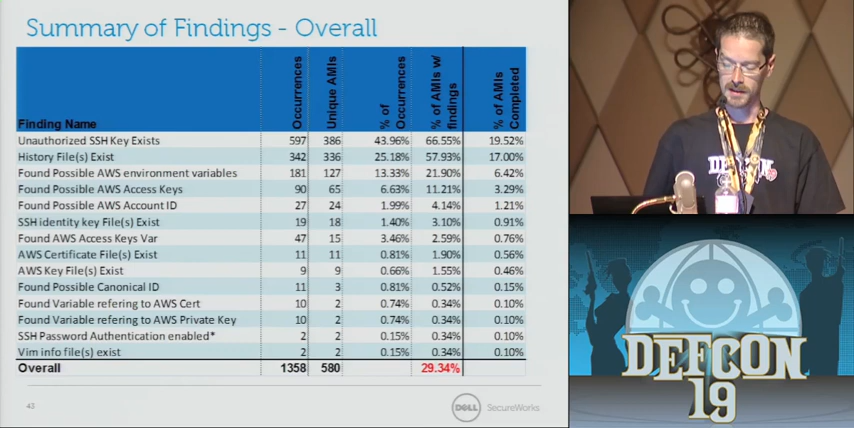 Summary of Findings - Overall
Finding Name Occurrences Unique AMIs % of Occurrences % of AMIs w/ findings % of AMIs Completed
Unauthorized SSH Key Exists 597 386 43.96% 66.55% 19.52%
History File(s) Exist 342 336 25.18% 57.93% 17.00%
Found Possible AWS environment variables 181 127 13.33% 21.90% 6.42%
Found Possible AWS Access Keys 90 65 6.63% 11.21% 3.29%
Found Possible AWS Account ID 27 24 1.99% 4.14% 1.21%
SSH identity key File(s) Exist 19 18 1.40% 3.10% 0.91%
Found AWS Access Keys Var 47 15 3.46% 2.59% 0.76%
AWS Certificate File(s) Exist 11 11 0.81% 1.90% 0.56%
AWS Key File(s) Exist 9 9 0.66% 1.55% 0.46%
Found Possible Canonical ID 11 3 0.81% 0.52% 0.15%
Found Variable refering to AWS Cert 10 2 0.74% 0.34% 0.10%
Found Variable refering to AWS Private Key 10 2 0.74% 0.34% 0.10%
SSH Password Authentication enabled* 2 2 0.15% 0.34% 0.10%
Vim info file(s) exist 2 2 0.15% 0.34% 0.10%
Overall 1358 580 29.34%
43
DELL SecureWorks
DEFCON
DEFCON
19